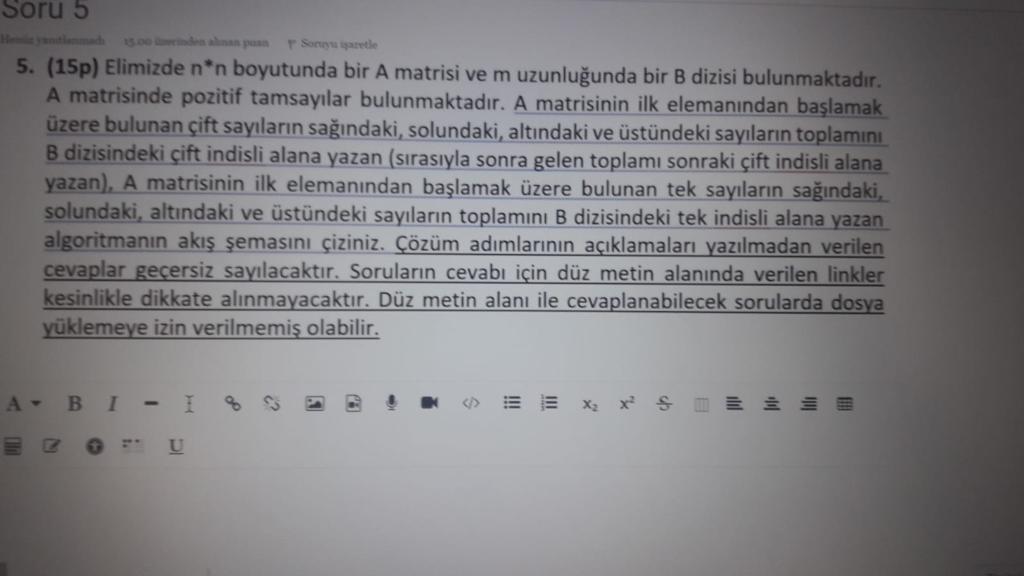 Soru 5
Henüz yanıtlanmadı 15.00 üzerinden alınan puan Soruyu işaretle
5. (15p) Elimizde n*n boyutunda bir A matrisi ve m uzunluğunda bir B dizisi bulunmaktadır.
A matrisinde pozitif tamsayılar bulunmaktadır. A matrisinin ilk elemanından başlamak
üzere bulunan çift sayıların sağındaki, solundaki, altındaki ve üstündeki sayıların toplamını
B dizisindeki çift indisli alana yazan (sırasıyla sonra gelen toplamı sonraki çift indisli alana
yazan), A matrisinin ilk elemanından başlamak üzere bulunan tek sayıların sağındaki,
solundaki, altındaki ve üstündeki sayıların toplamını B dizisindeki tek indisli alana yazan
algoritmanın akış şemasını çiziniz. Çözüm adımlarının açıklamaları yazılmadan verilen
cevaplar geçersiz sayılacaktır. Soruların cevabı için düz metin alanında verilen linkler
kesinlikle dikkate alınmayacaktır. Düz metin alanı ile cevaplanabilecek sorularda dosya
yüklemeye izin verilmemiş olabilir.
A B I x₂ x² S
U